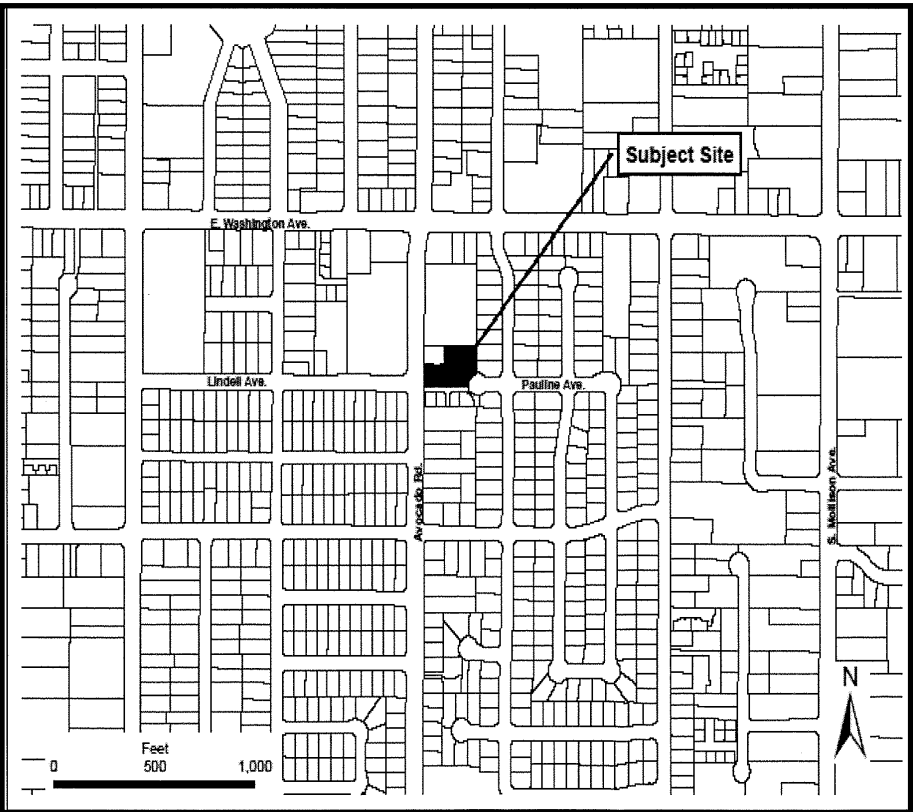 Subject Site
E. Washington Ave.
Lindell Ave.
Pauline Ave.
Avocado Rd.
S. Mollison Ave.
N
Feet
0 500 1,000